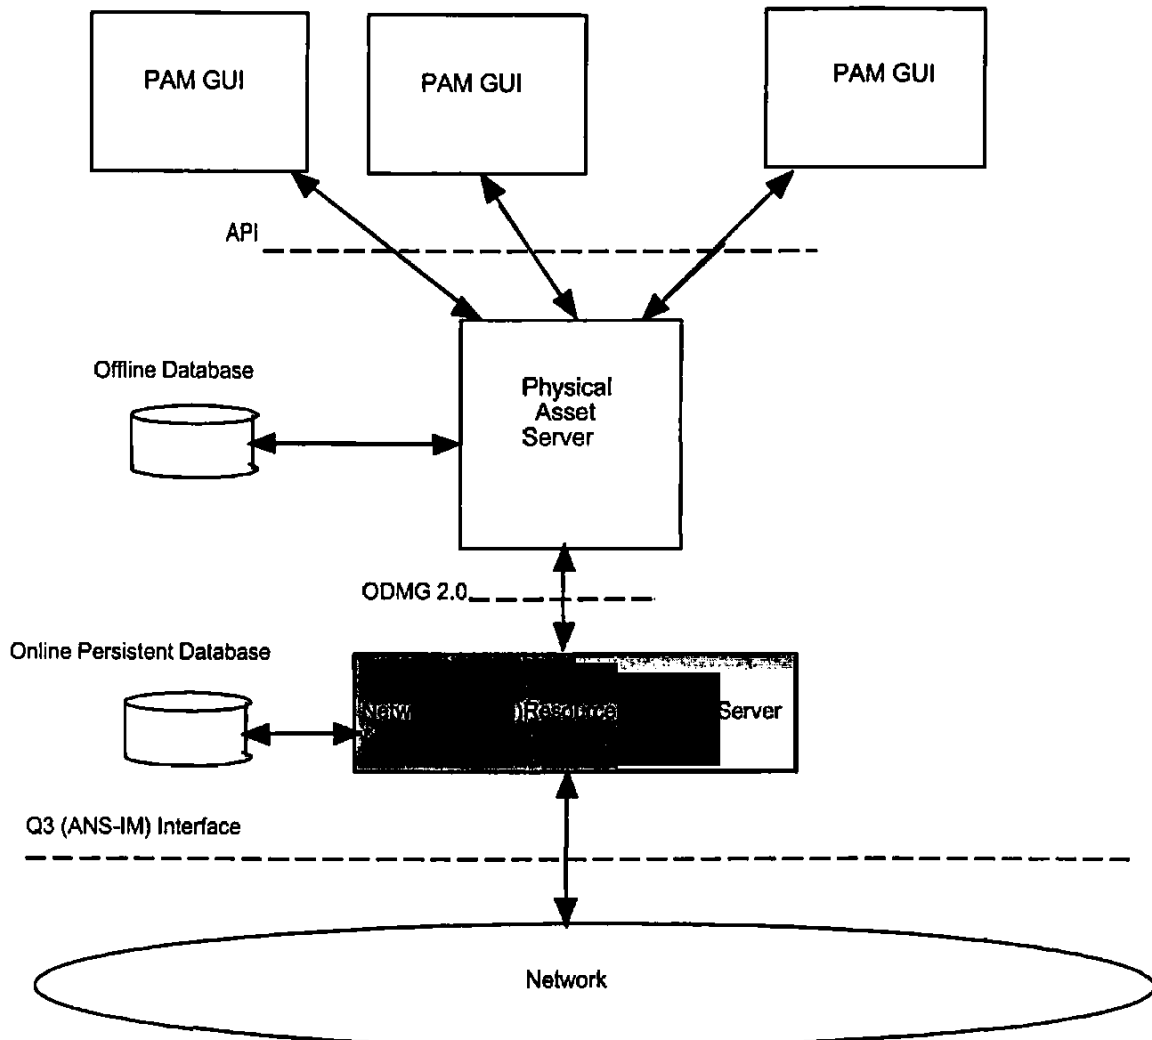 PAM GUI
PAM GUI
PAM GUI
API
Offline Database
Physical
Asset
Server
ODMG 2.0
Online Persistent Database
)Resource Server
Q3 (ANS-IM) Interface
Network